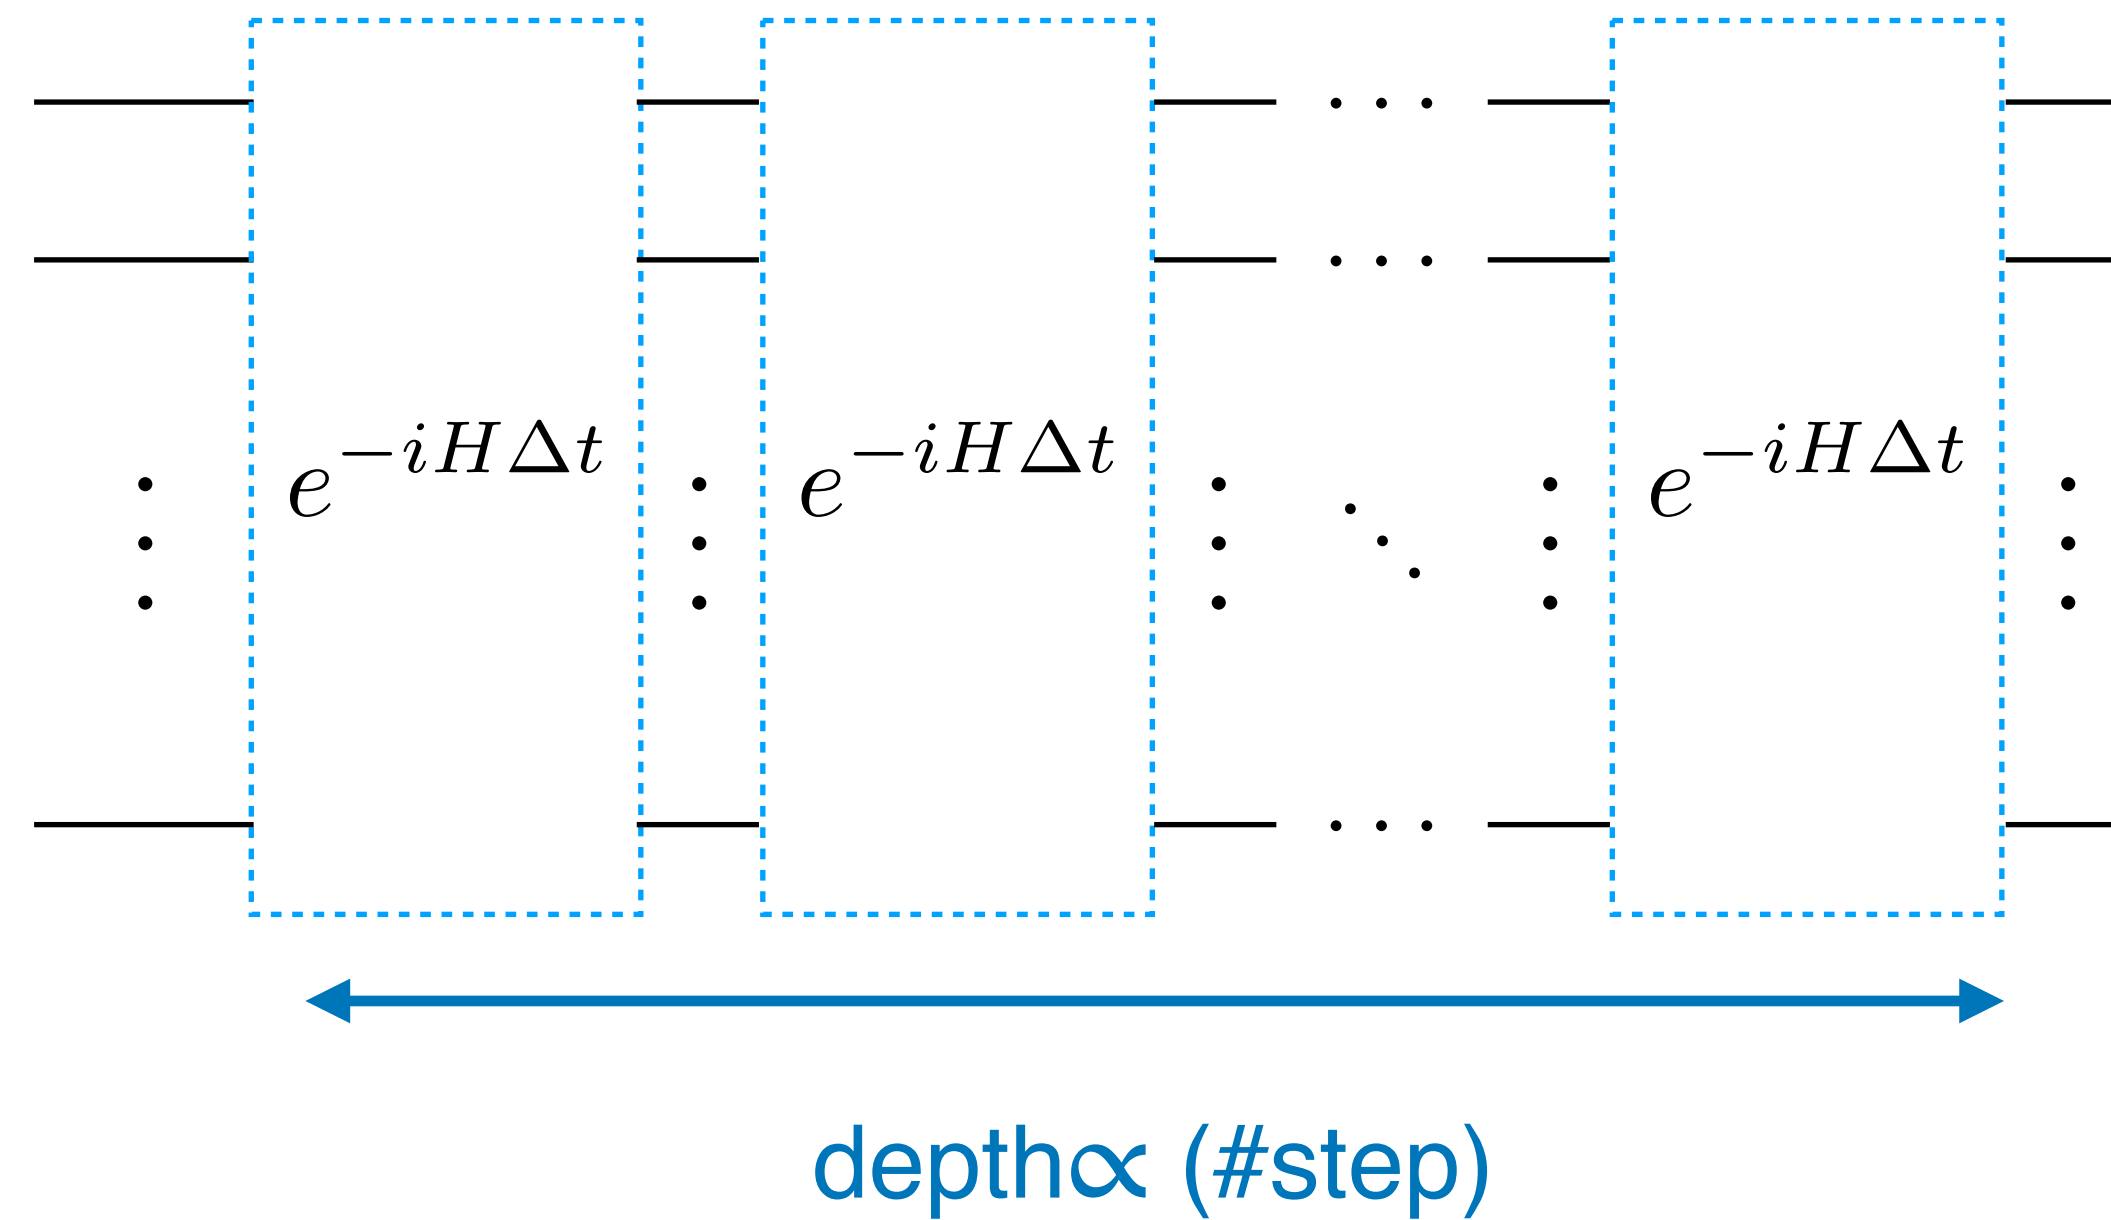 e^{-iHΔt} e^{-iHΔt} e^{-iHΔt}
depth∝ (#step)